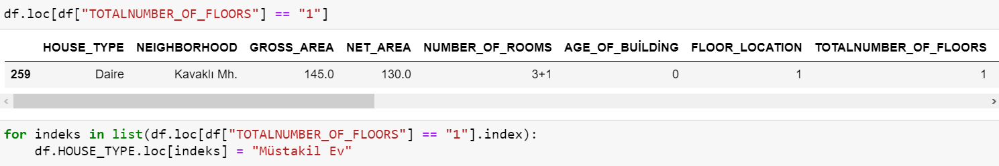 df.loc[df["TOTALNUMBER_OF_FLOORS"] == "1"]
HOUSE_TYPE NEIGHBORHOOD GROSS_AREA NET_AREA NUMBER_OF_ROOMS AGE_OF_BUİLDİNG FLOOR_LOCATION TOTALNUMBER_OF_FLOORS
259 Daire Kavaklı Mh. 145.0 130.0 3+1 0 1 1
for indeks in list(df.loc[df["TOTALNUMBER_OF_FLOORS"] == "1"].index):
    df.HOUSE_TYPE.loc[indeks] = "Müstakil Ev"